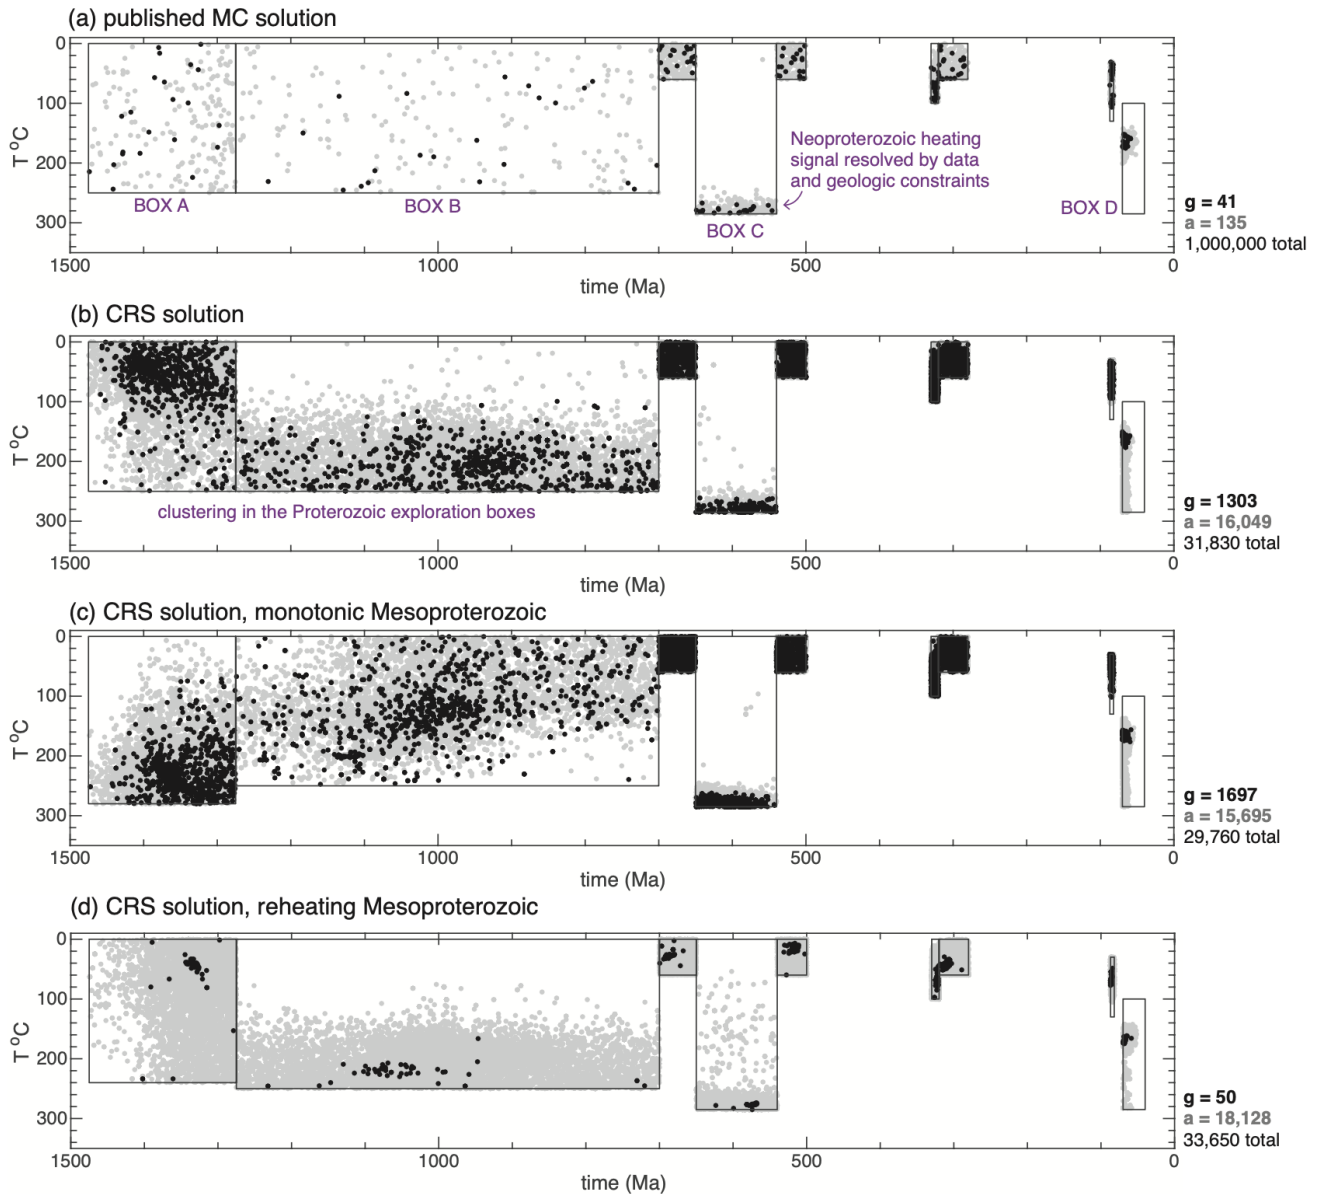 (a) published MC solution
0
100
200
300
T °C
Neoproterozoic heating
signal resolved by data
and geologic constraints
BOX A
BOX B
BOX C
BOX D
g = 41
a = 135
1,000,000 total
1500
1000
500
0
time (Ma)
(b) CRS solution
0
100
200
300
T °C
clustering in the Proterozoic exploration boxes
g = 1303
a = 16,049
31,830 total
1500
1000
500
0
time (Ma)
(c) CRS solution, monotonic Mesoproterozoic
0
100
200
300
T °C
g = 1697
a = 15,695
29,760 total
1500
1000
500
0
time (Ma)
(d) CRS solution, reheating Mesoproterozoic
0
100
200
300
T °C
g = 50
a = 18,128
33,650 total
1500
1000
500
0
time (Ma)